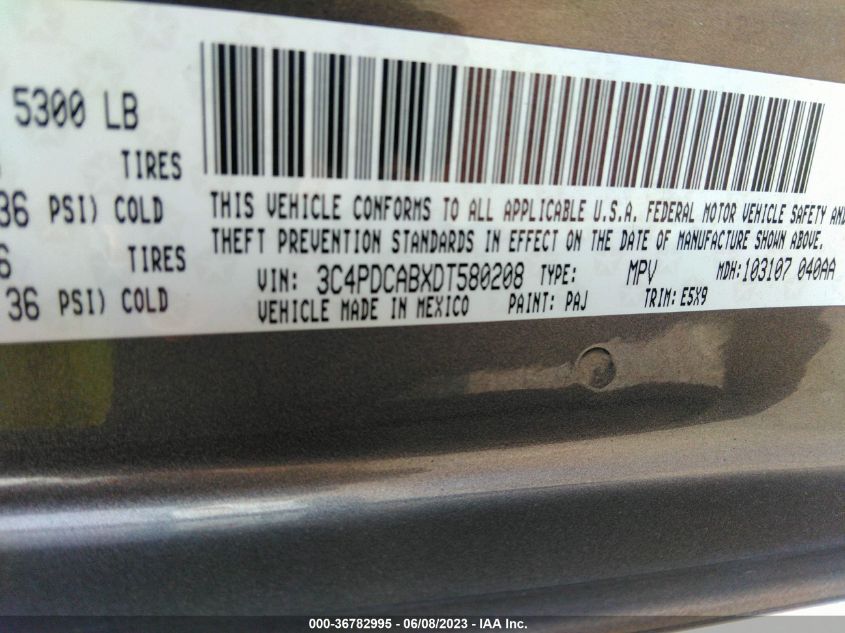 5300 LB
TIRES
36 PSI) COLD
TIRES
36 PSI) COLD
THIS VEHICLE CONFORMS TO ALL APPLICABLE U.S.A. FEDERAL MOTOR VEHICLE SAFETY AND
THEFT PREVENTION STANDARDS IN EFFECT ON THE DATE OF MANUFACTURE SHOWN ABOVE.
VIN: 3C4PDCABXDT580208 TYPE: MPV MDH:103107 040AA
VEHICLE MADE IN MEXICO PAINT: PAJ TRIM: E5X9
000-36782995 - 06/08/2023 - IAA Inc.